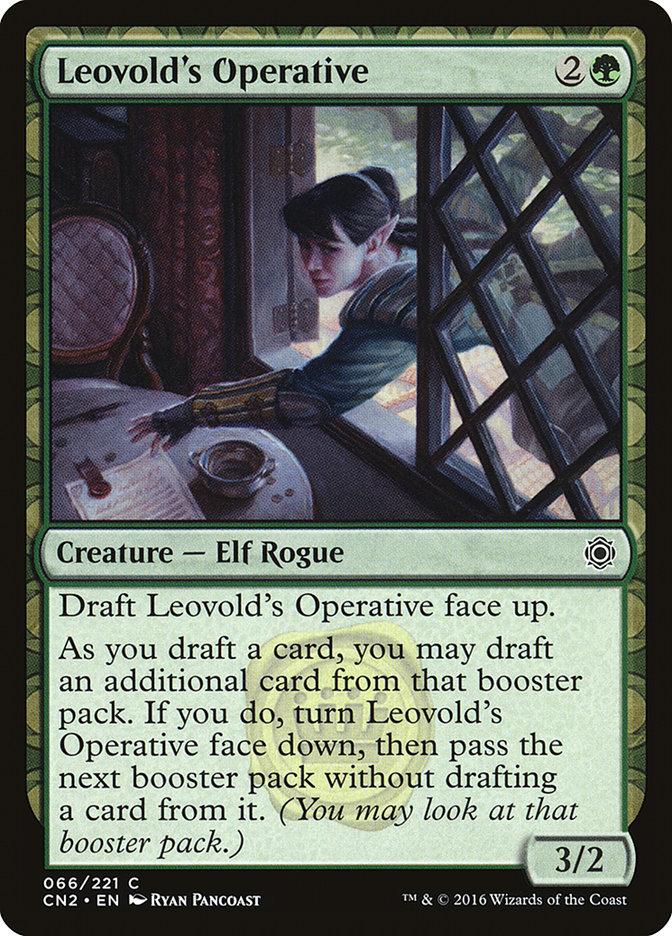 Leovold's Operative 2
Creature — Elf Rogue
Draft Leovold's Operative face up.
As you draft a card, you may draft
an additional card from that booster
pack. If you do, turn Leovold's
Operative face down, then pass the
next booster pack without drafting
a card from it. (You may look at that
booster pack.)
3/2
066/221 C
CN2 • EN Ryan Pancoast
™ & © 2016 Wizards of the Coast